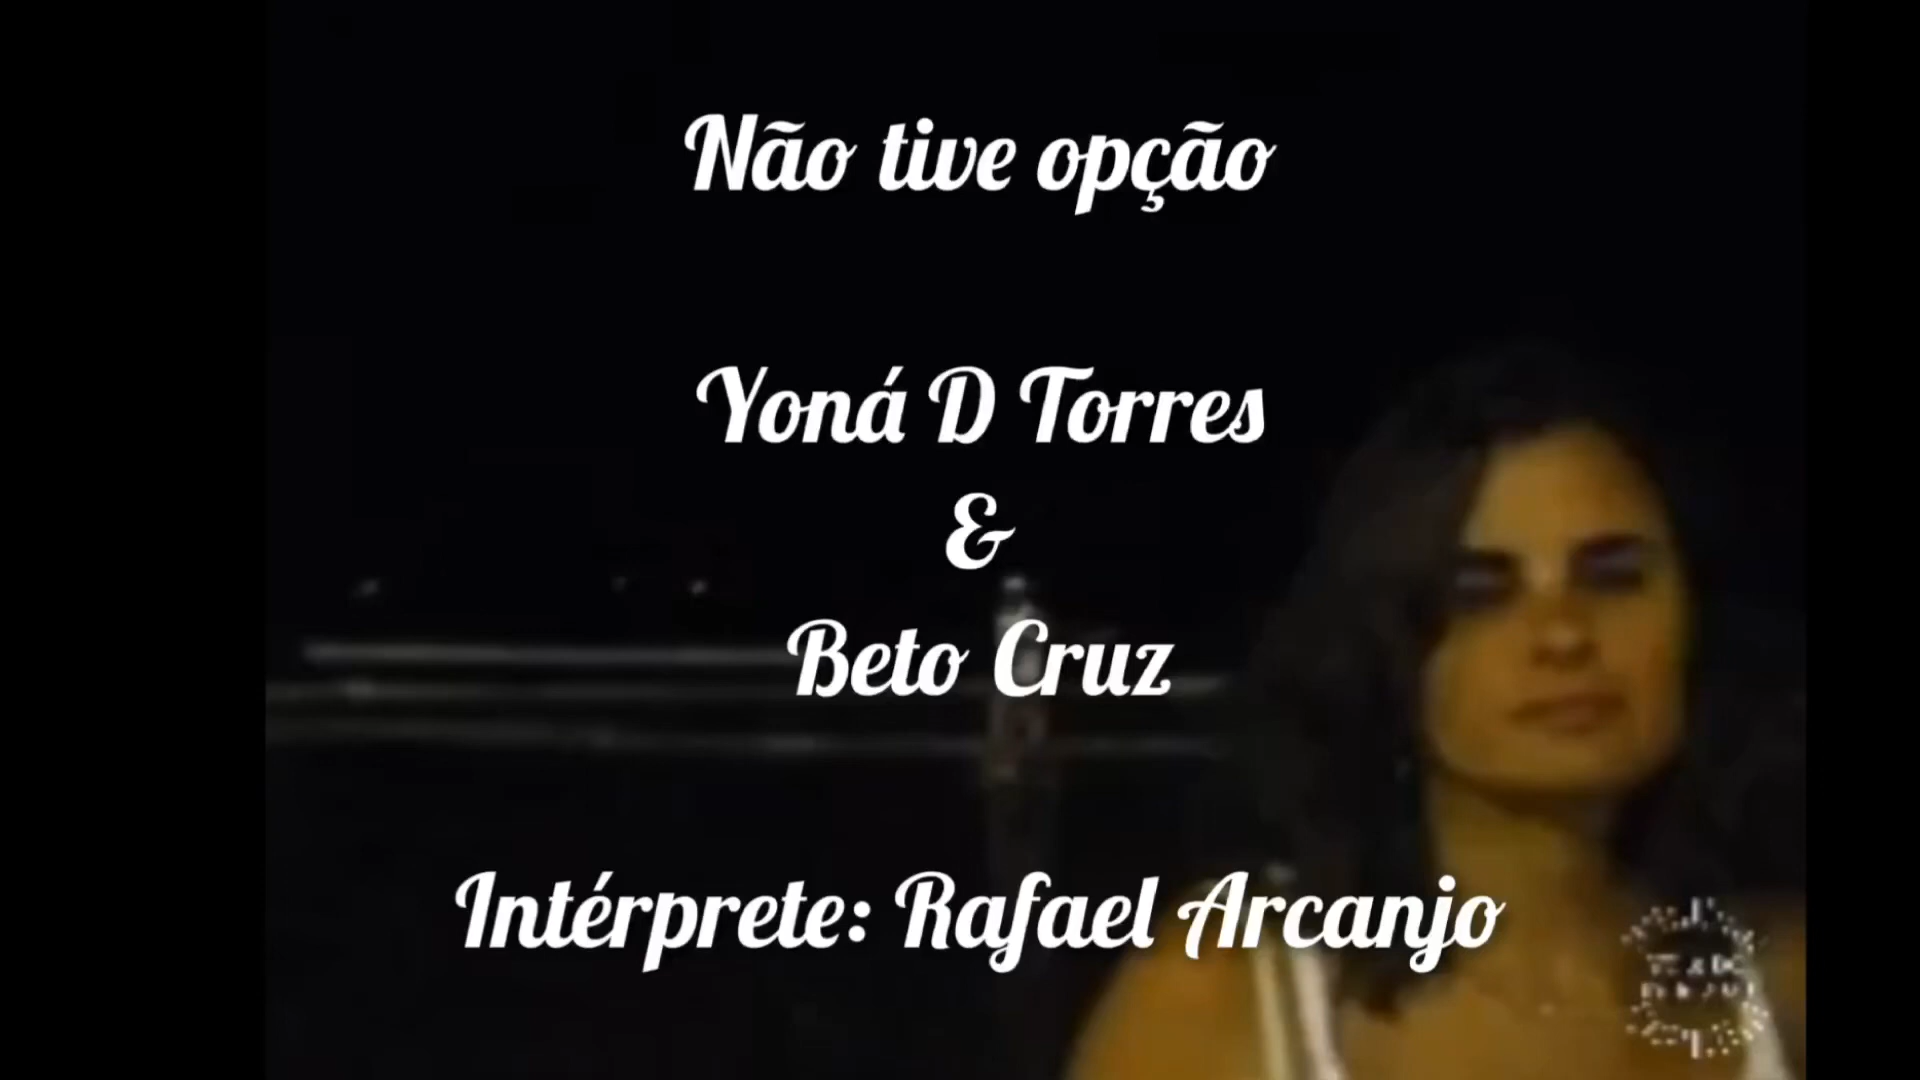 Não tive opção
Yoná D Torres
&
Beto Cruz
Intérprete: Rafael Arcanjo